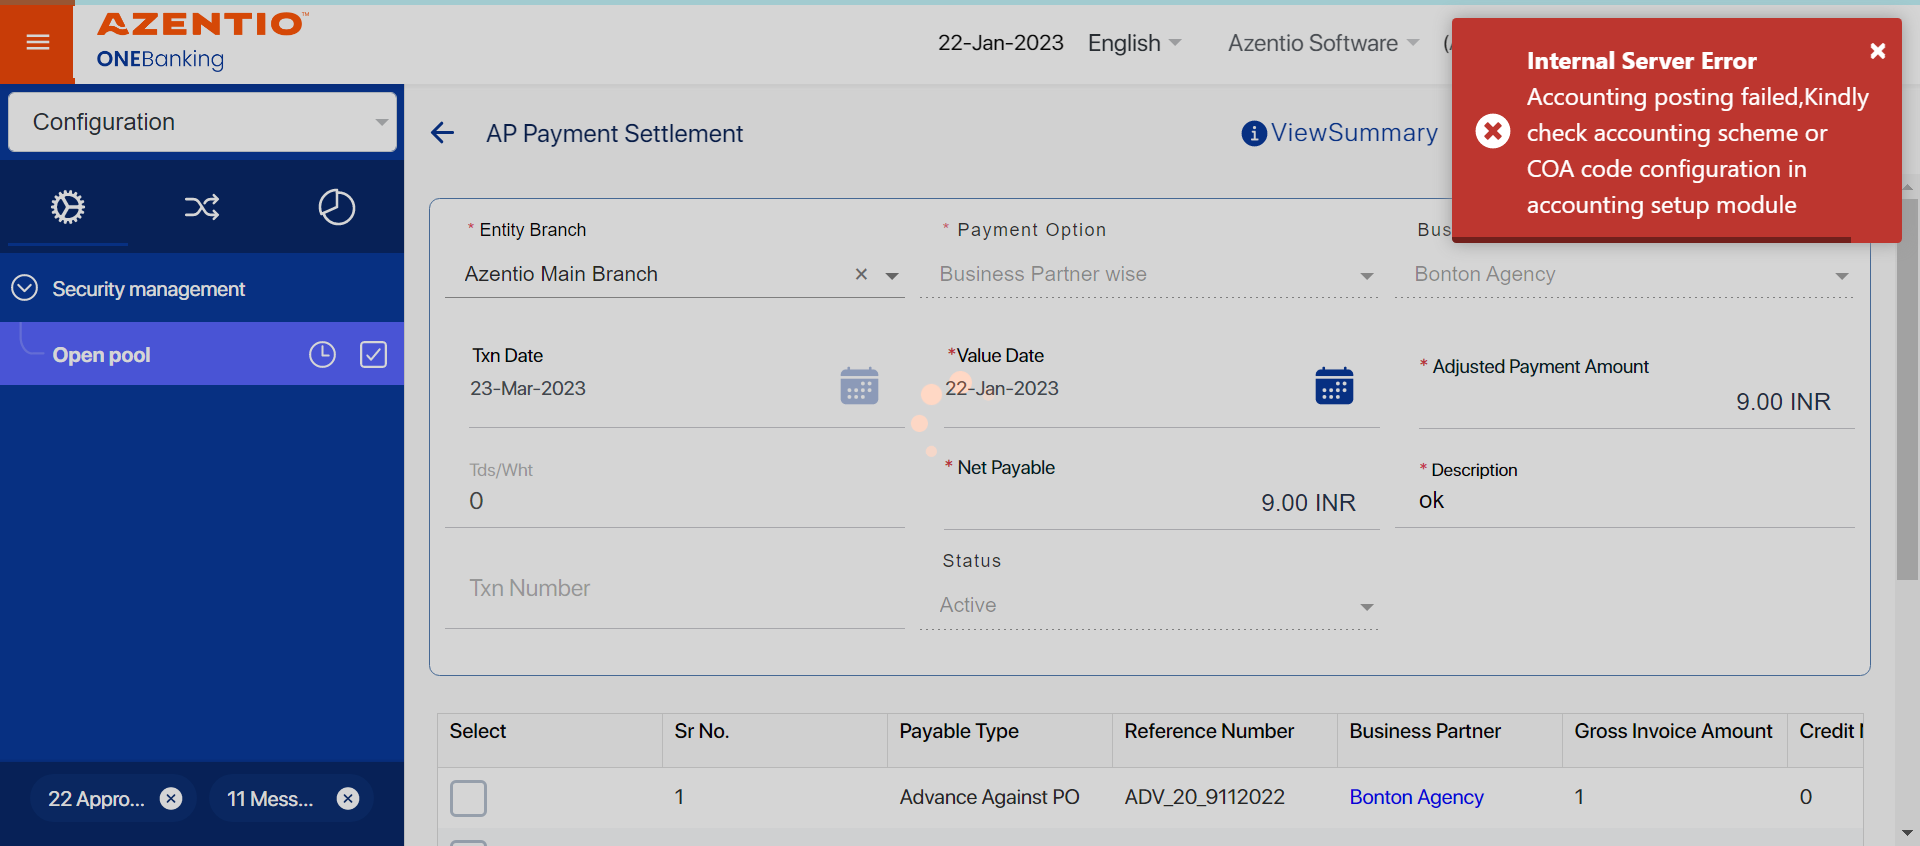 AZENTIO™
ONEBanking
22-Jan-2023
English
Azentio Software
Internal Server Error
Accounting posting failed,Kindly
check accounting scheme or
COA code configuration in
accounting setup module
Configuration
Security management
Open pool
22 Appro...
11 Mess...
AP Payment Settlement
ViewSummary
* Entity Branch
Azentio Main Branch
* Payment Option
Business Partner wise
Bonton Agency
Txn Date
23-Mar-2023
*Value Date
22-Jan-2023
* Adjusted Payment Amount
9.00 INR
Tds/Wht
0
* Net Payable
9.00 INR
* Description
ok
Txn Number
Status
Active
Select Sr No. Payable Type Reference Number Business Partner Gross Invoice Amount Credit
1 Advance Against PO ADV_20_9112022 Bonton Agency 1 0